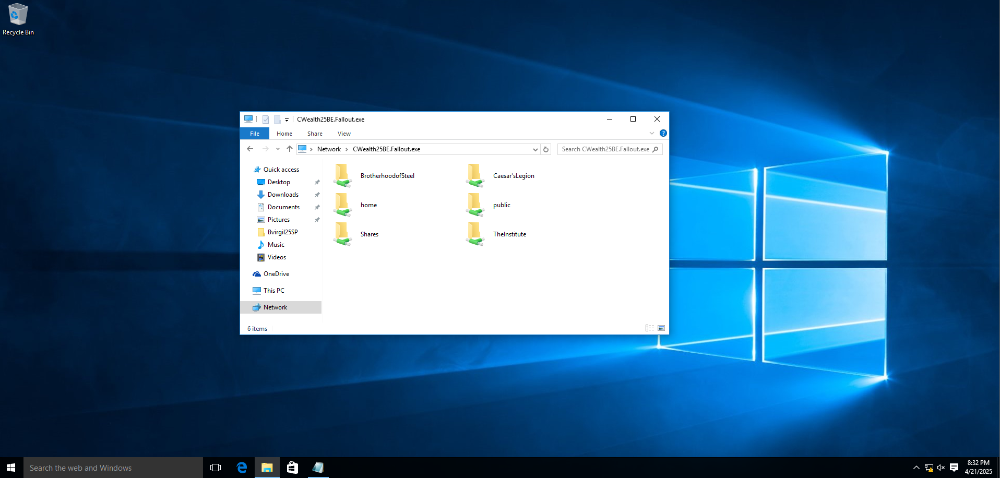 Recycle Bin
CWealth25BE.Fallout.exe
File Home Share View
Network CWealth25BE.Fallout.exe
Search CWealth25BE.Fallout.exe
Quick access
Desktop
Downloads
Documents
Pictures
Bvirgil25SP
Music
Videos
OneDrive
This PC
Network
BrotherhoodofSteel
Caesar'sLegion
home
public
Shares
TheInstitute
6 items
Search the web and Windows
8:32 PM
4/21/2025